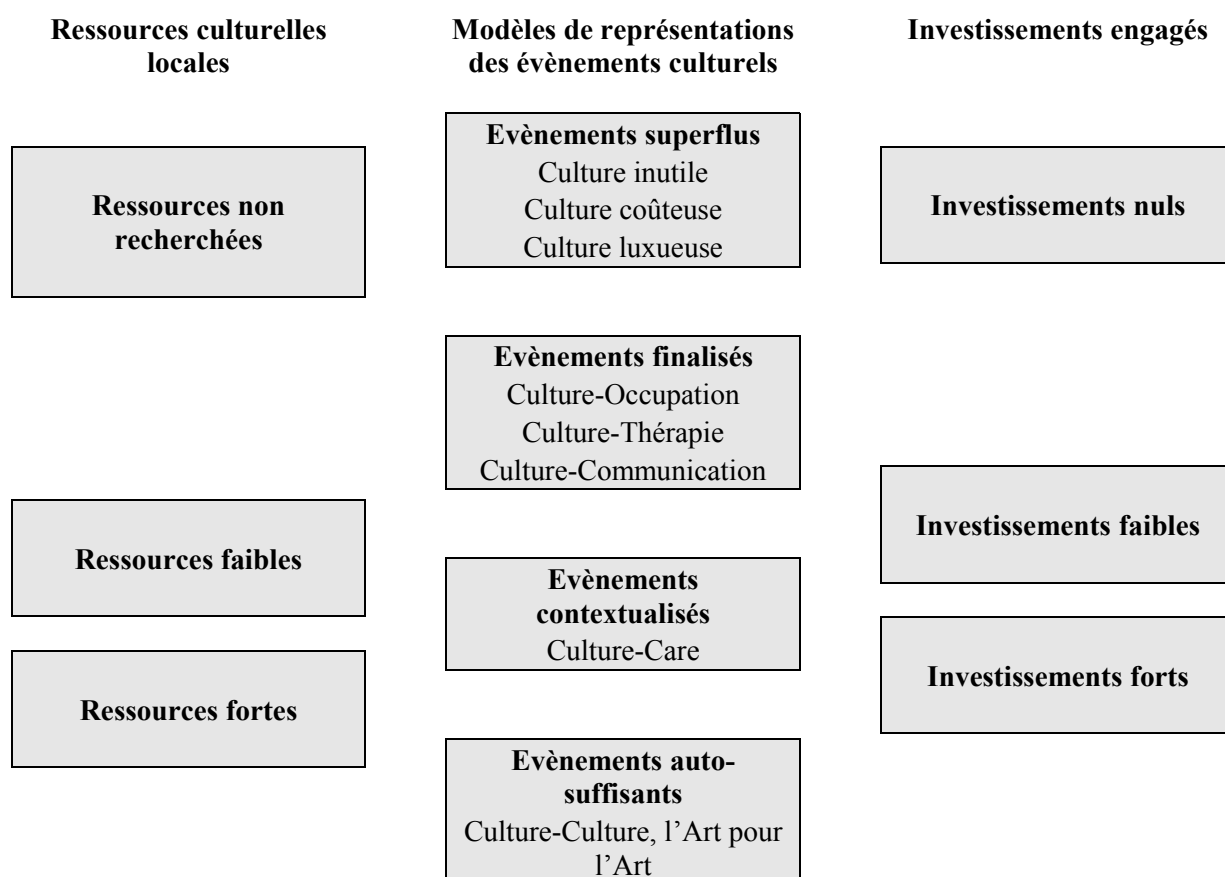 Ressources culturelles
locales
Modèles de représentations
des évènements culturels
Investissements engagés
Ressources non
recherchées
Evènements superflus
Culture inutile
Culture coûteuse
Culture luxueuse
Investissements nuls
Evènements finalisés
Culture-Occupation
Culture-Thérapie
Culture-Communication
Ressources faibles
Investissements faibles
Evènements
contextualisés
Culture-Care
Ressources fortes
Investissements forts
Evènements auto-
suffisants
Culture-Culture, l’Art pour
l’Art